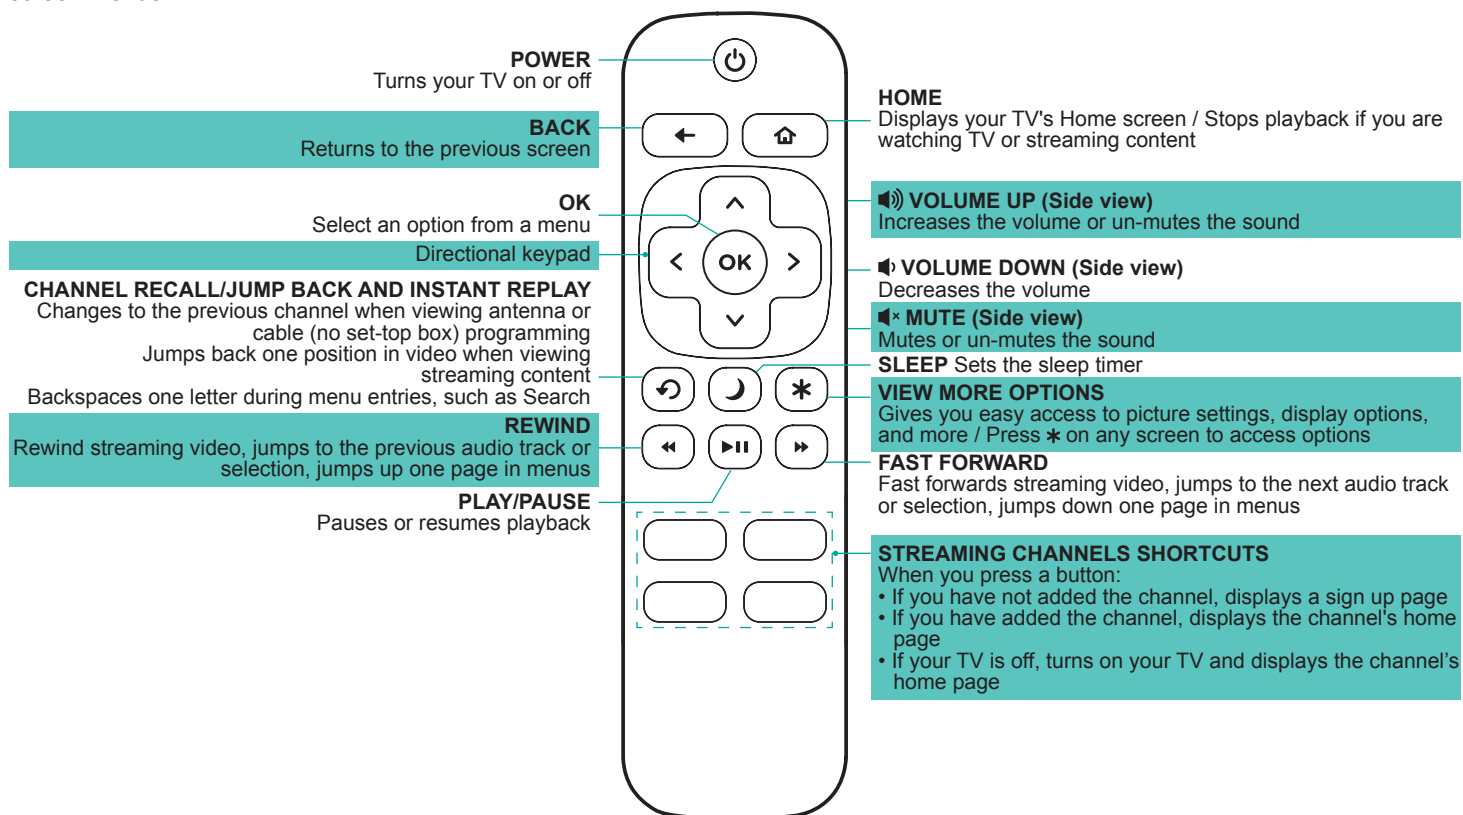 POWER
Turns your TV on or off
BACK
Returns to the previous screen
OK
Select an option from a menu
Directional keypad
CHANNEL RECALL/JUMP BACK AND INSTANT REPLAY
Changes to the previous channel when viewing antenna or
cable (no set-top box) programming
Jumps back one position in video when viewing
streaming content
Backspaces one letter during menu entries, such as Search
REWIND
Rewind streaming video, jumps to the previous audio track or
selection, jumps up one page in menus
PLAY/PAUSE
Pauses or resumes playback
OK
HOME
Displays your TV's Home screen / Stops playback if you are
watching TV or streaming content
VOLUME UP (Side view)
Increases the volume or un-mutes the sound
VOLUME DOWN (Side view)
Decreases the volume
MUTE (Side view)
Mutes or un-mutes the sound
SLEEP Sets the sleep timer
VIEW MORE OPTIONS
Gives you easy access to picture settings, display options,
and more / Press * on any screen to access options
FAST FORWARD
Fast forwards streaming video, jumps to the next audio track
or selection, jumps down one page in menus
STREAMING CHANNELS SHORTCUTS
When you press a button:
• If you have not added the channel, displays a sign up page
• If you have added the channel, displays the channel's home
page
• If your TV is off, turns on your TV and displays the channel’s
home page